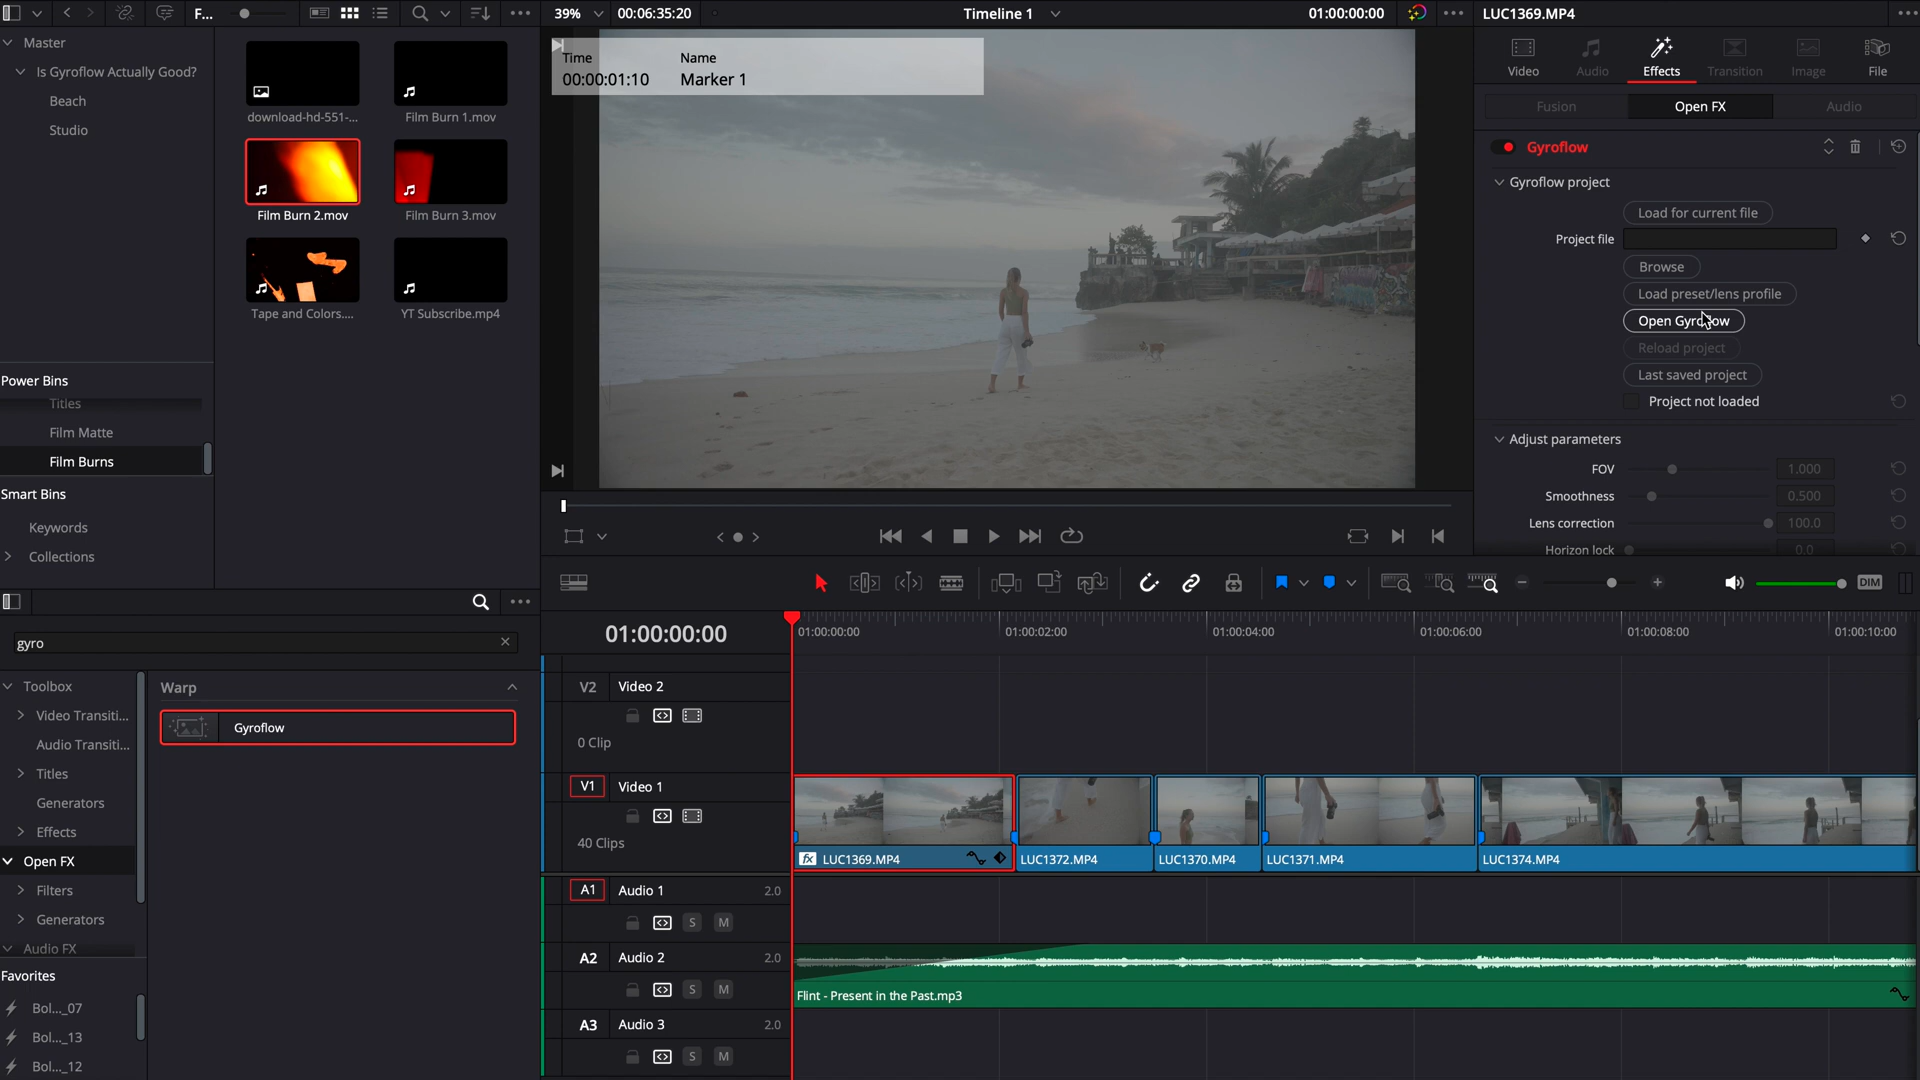 F...
39%
00:06:35:20
Timeline 1
01:00:00:00
LUC1369.MP4
Master
Is Gyroflow Actually Good?
Beach
Studio
download-hd-551-...
Film Burn 1.mov
Film Burn 2.mov
Film Burn 3.mov
Tape and Colors....
YT Subscribe.mp4
Power Bins
Titles
Film Matte
Film Burns
Smart Bins
Keywords
Collections
Time
Name
00:00:01:10
Marker 1
Video
Audio
Effects
Transition
Image
File
Fusion
Open FX
Audio
Gyroflow
Gyroflow project
Load for current file
Project file
Browse
Load preset/lens profile
Open Gyroflow
Reload project
Last saved project
Project not loaded
Adjust parameters
FOV
1.000
Smoothness
0.500
Lens correction
100.0
Horizon lock
0.0
DIM
gyro
Toolbox
Video Transiti...
Audio Transiti...
Titles
Generators
Effects
Open FX
Filters
Generators
Audio FX
Favorites
Bol..._07
Bol..._13
Bol..._12
Warp
Gyroflow
01:00:00:00
01:00:00:00
01:00:02:00
01:00:04:00
01:00:06:00
01:00:08:00
01:00:10:00
V2
Video 2
0 Clip
V1
Video 1
40 Clips
fx
LUC1369.MP4
LUC1372.MP4
LUC1370.MP4
LUC1371.MP4
LUC1374.MP4
A1
Audio 1
2.0
S
M
A2
Audio 2
2.0
S
M
Flint - Present in the Past.mp3
A3
Audio 3
2.0
S
M